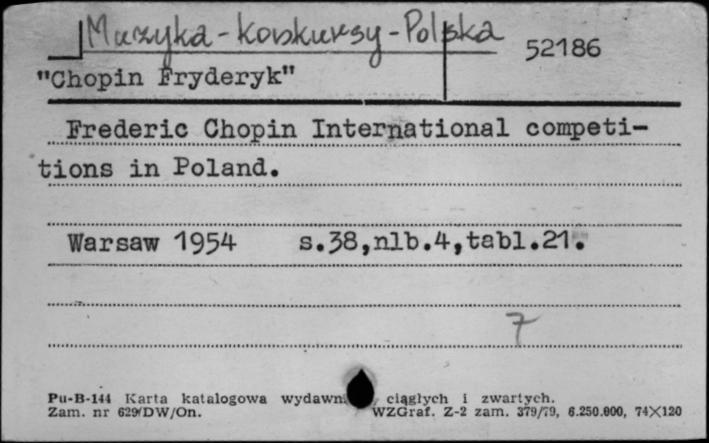 Muzyka - Konkursy - Polska
52186
"Chopin Fryderyk"
Frederic Chopin International competi-
tions in Poland.
Warsaw 1954 s.38,nlb.4,tabl.21.
7
Pu-B-144 Karta katalogowa wydawn. ciągłych i zwartych.
Zam. nr 629/DW/On. WZGraf. Z-2 zam. 379/79, 6.250.000, 74×120